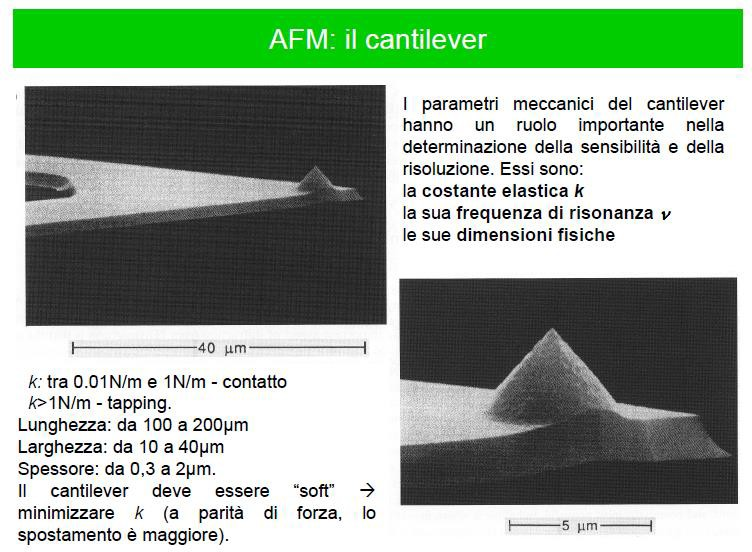 AFM: il cantilever
I parametri meccanici del cantilever
hanno un ruolo importante nella
determinazione della sensibilità e della
risoluzione. Essi sono:
la costante elastica k
la sua frequenza di risonanza ν
le sue dimensioni fisiche
40 μm
k: tra 0.01N/m e 1N/m - contatto
k>1N/m - tapping.
Lunghezza: da 100 a 200μm
Larghezza: da 10 a 40μm
Spessore: da 0,3 a 2μm.
Il cantilever deve essere “soft” →
minimizzare k (a parità di forza, lo
spostamento è maggiore).
5 μm